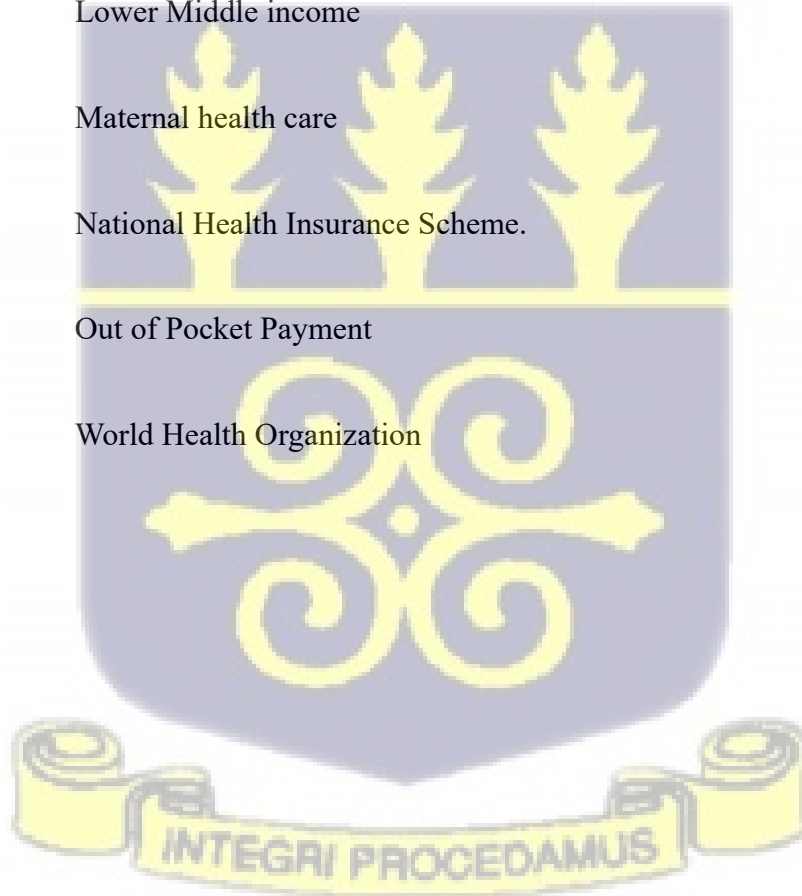 Lower Middle income
Maternal health care
National Health Insurance Scheme.
Out of Pocket Payment
World Health Organization
INTEGRI PROCEDAMUS